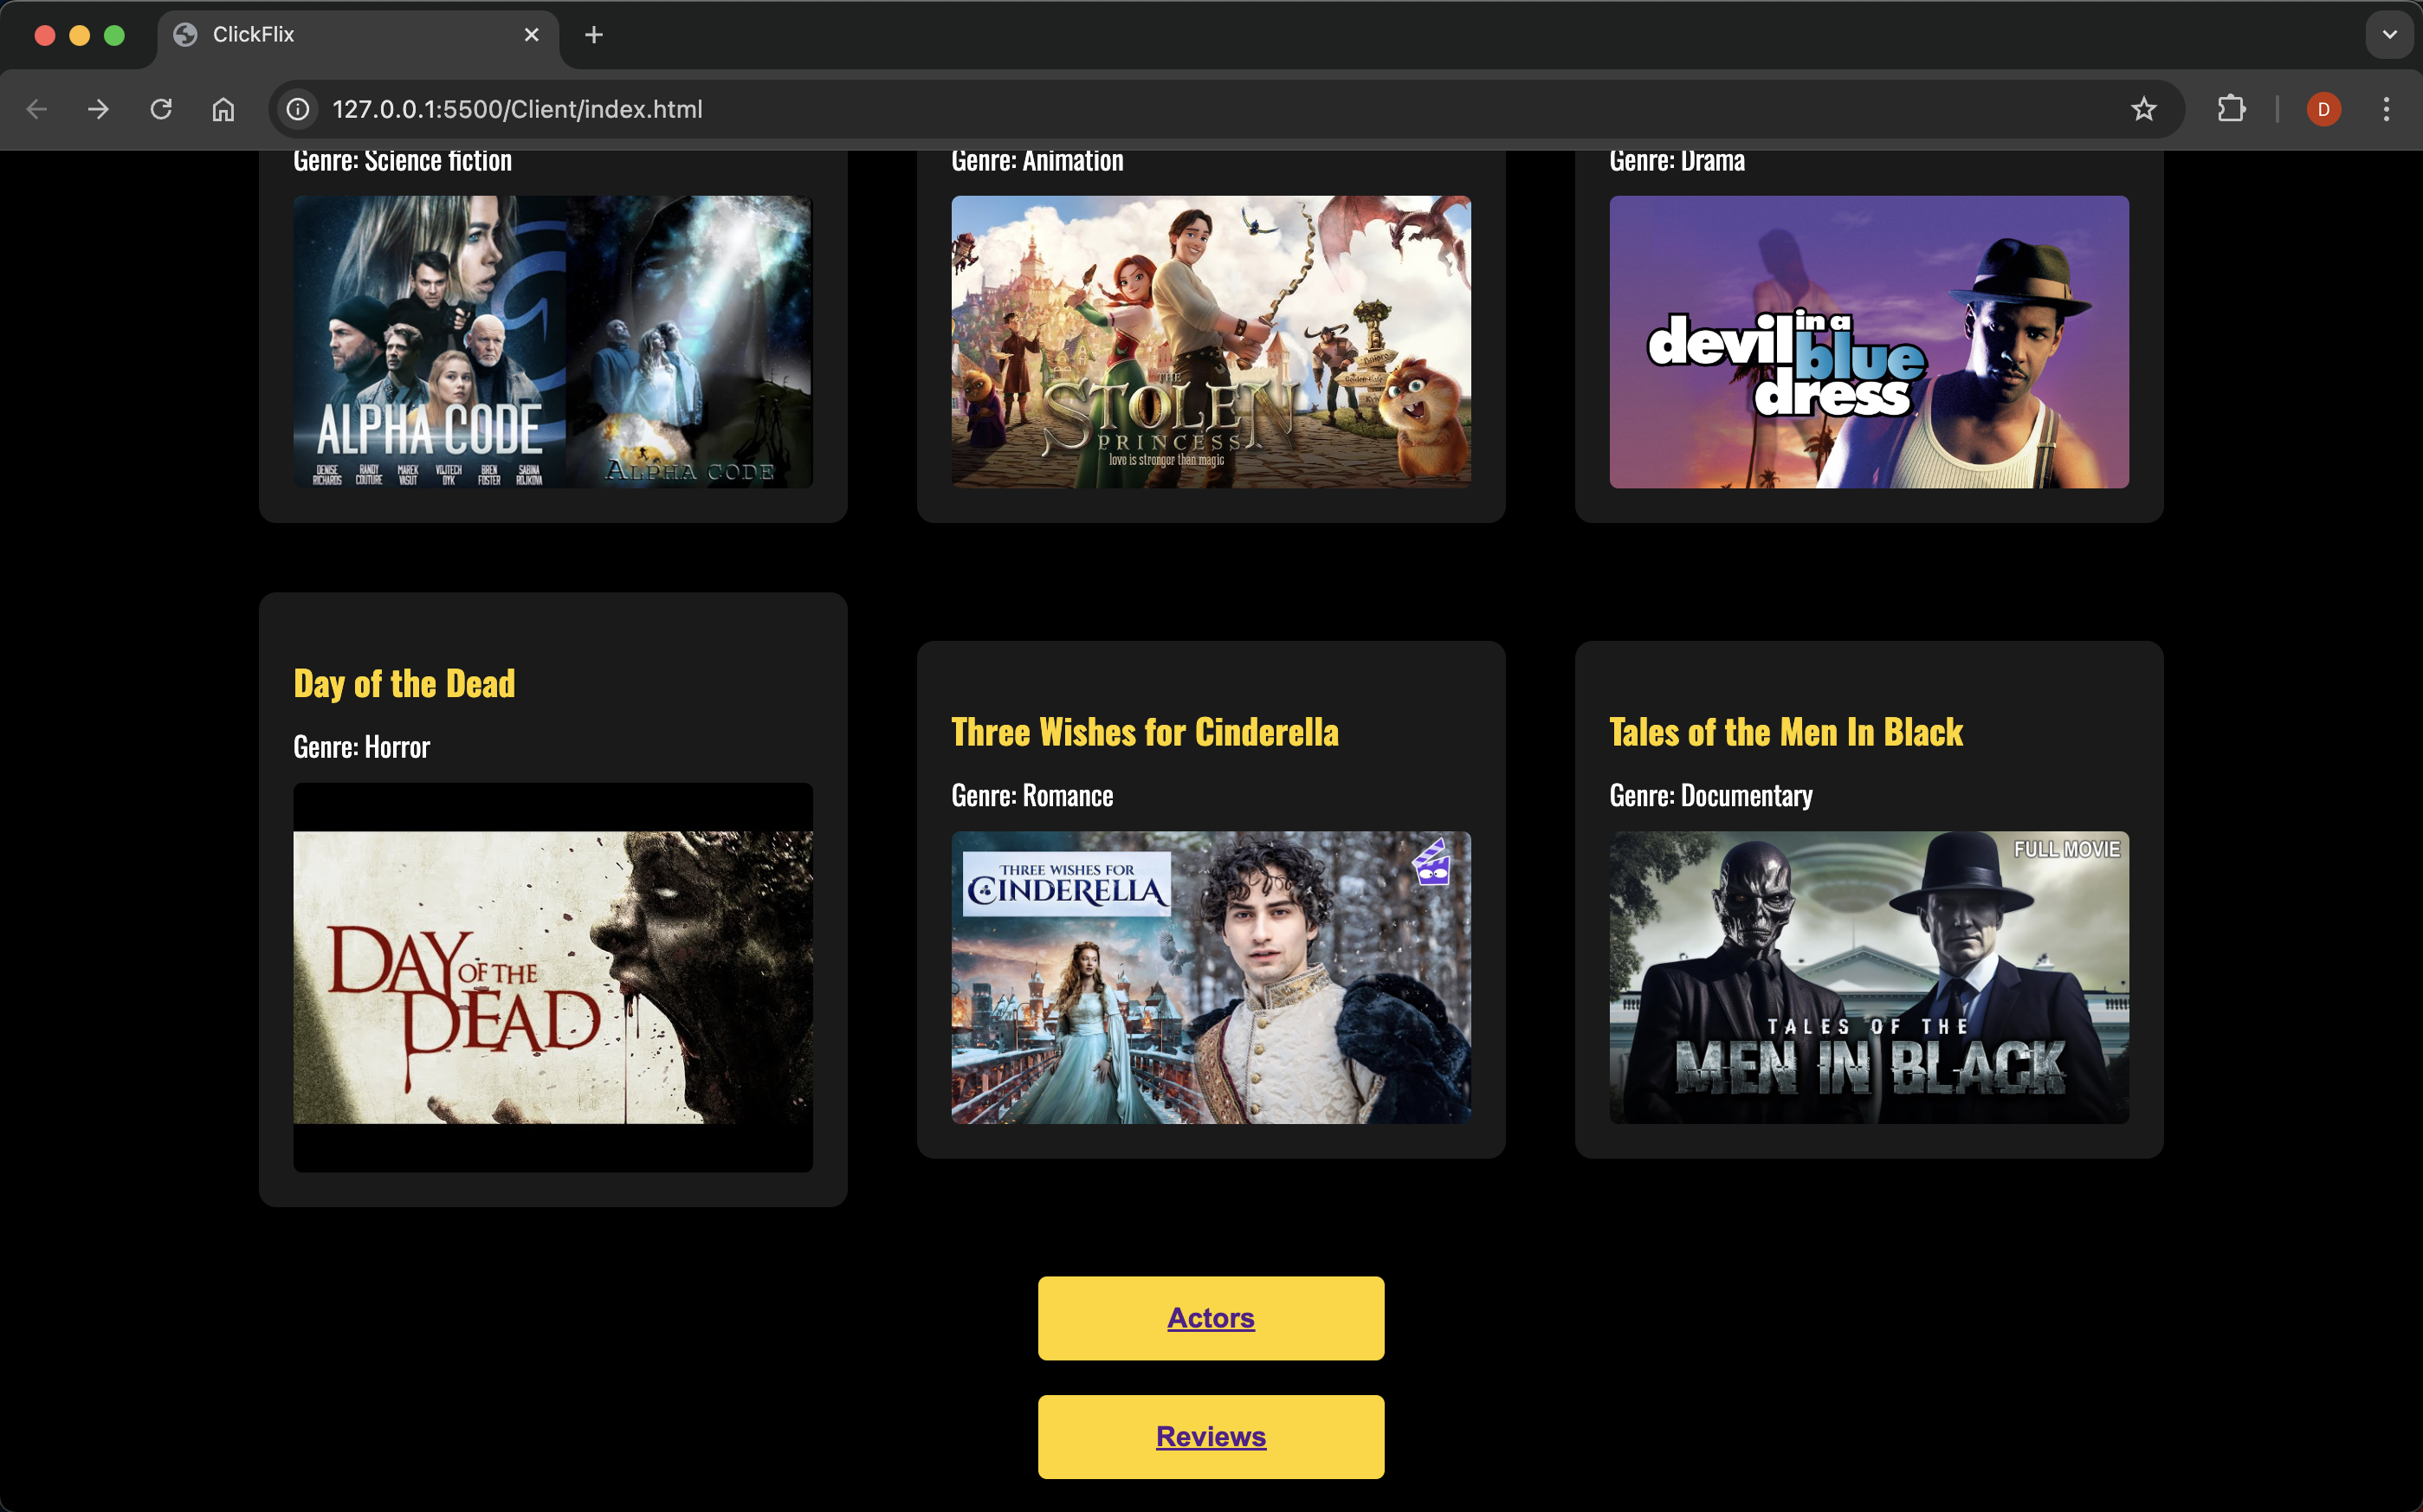 ClickFlix
127.0.0.1:5500/Client/index.html
D
Genre: Science fiction
Genre: Animation
Genre: Drama
ALPHA CODE
DENISE RICHARDS
RANDY COUTURE
MAREK VASUT
VOJTECH DYK
BREN FOSTER
SABINA ROJKOVA
ALPHA CODE
THE
STOLEN
PRINCESS
love is stronger than magic
devil in a
blue
dress
Day of the Dead
Genre: Horror
DAY OF THE
DEAD
Three Wishes for Cinderella
Genre: Romance
THREE WISHES FOR
CINDERELLA
Tales of the Men In Black
Genre: Documentary
FULL MOVIE
TALES OF THE
MEN IN BLACK
Actors
Reviews